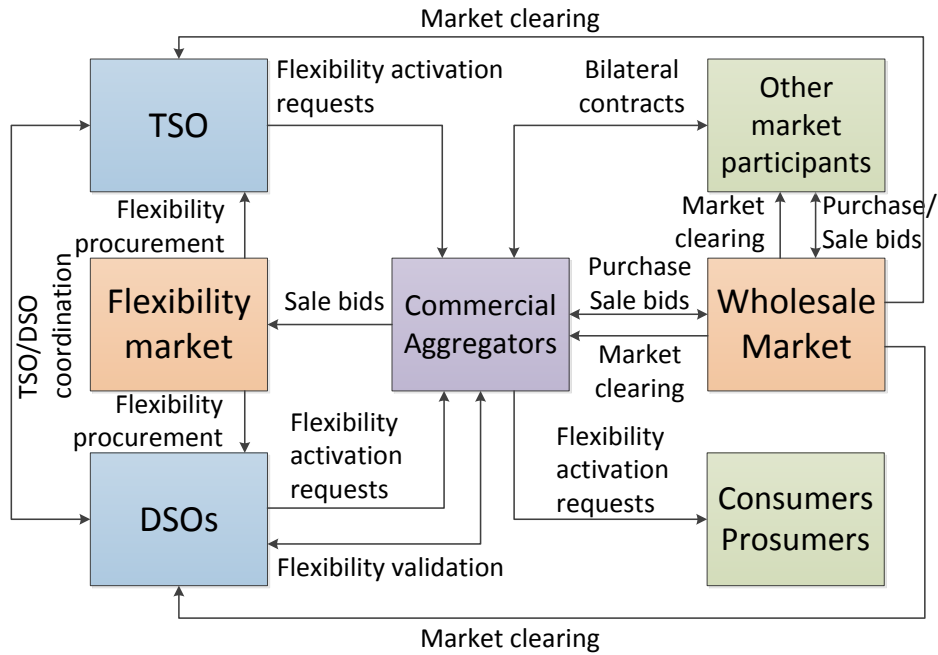 Market clearing
TSO
Flexibility activation
requests
Bilateral
contracts
Other
market
participants
Flexibility
procurement
Market
clearing
Purchase/
Sale bids
TSO/DSO
coordination
Flexibility
market
Sale bids
Commercial
Aggregators
Purchase
Sale bids
Market
clearing
Wholesale
Market
Flexibility
procurement
DSOs
Flexibility
activation
requests
Flexibility validation
Flexibility
activation
requests
Consumers
Prosumers
Market clearing